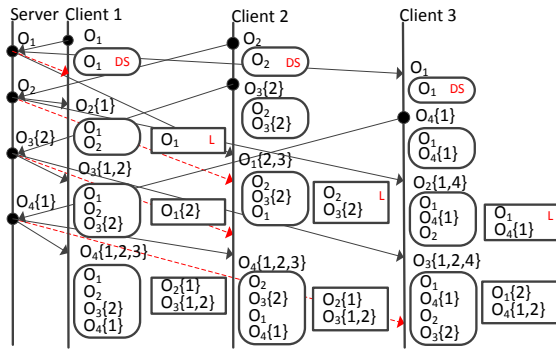 Server Client 1 Client 2 Client 3
O₁
O₂
O₃{2}
O₄{1}
O₁
O₁ DS
O₂{1}
O₁
O₂
O₃{1,2}
O₁
O₂
O₃{2}
O₄{1,2,3}
O₁
O₂
O₃{2}
O₄{1}
O₁ L
O₁{2}
O₂{1}
O₃{1,2}
O₂
O₂ DS
O₃{2}
O₂
O₃{2}
O₁{2,3}
O₂
O₃{2}
O₁
O₄{1,2,3}
O₂
O₃{2}
O₁
O₄{1}
O₂ L
O₃{2}
O₂{1}
O₃{1,2}
O₁
O₁ DS
O₄{1}
O₁
O₄{1}
O₂{1,4}
O₁
O₄{1}
O₂
O₃{1,2,4}
O₁
O₄{1}
O₂
O₃{2}
O₁ L
O₄{1}
O₁{2}
O₄{1,2}